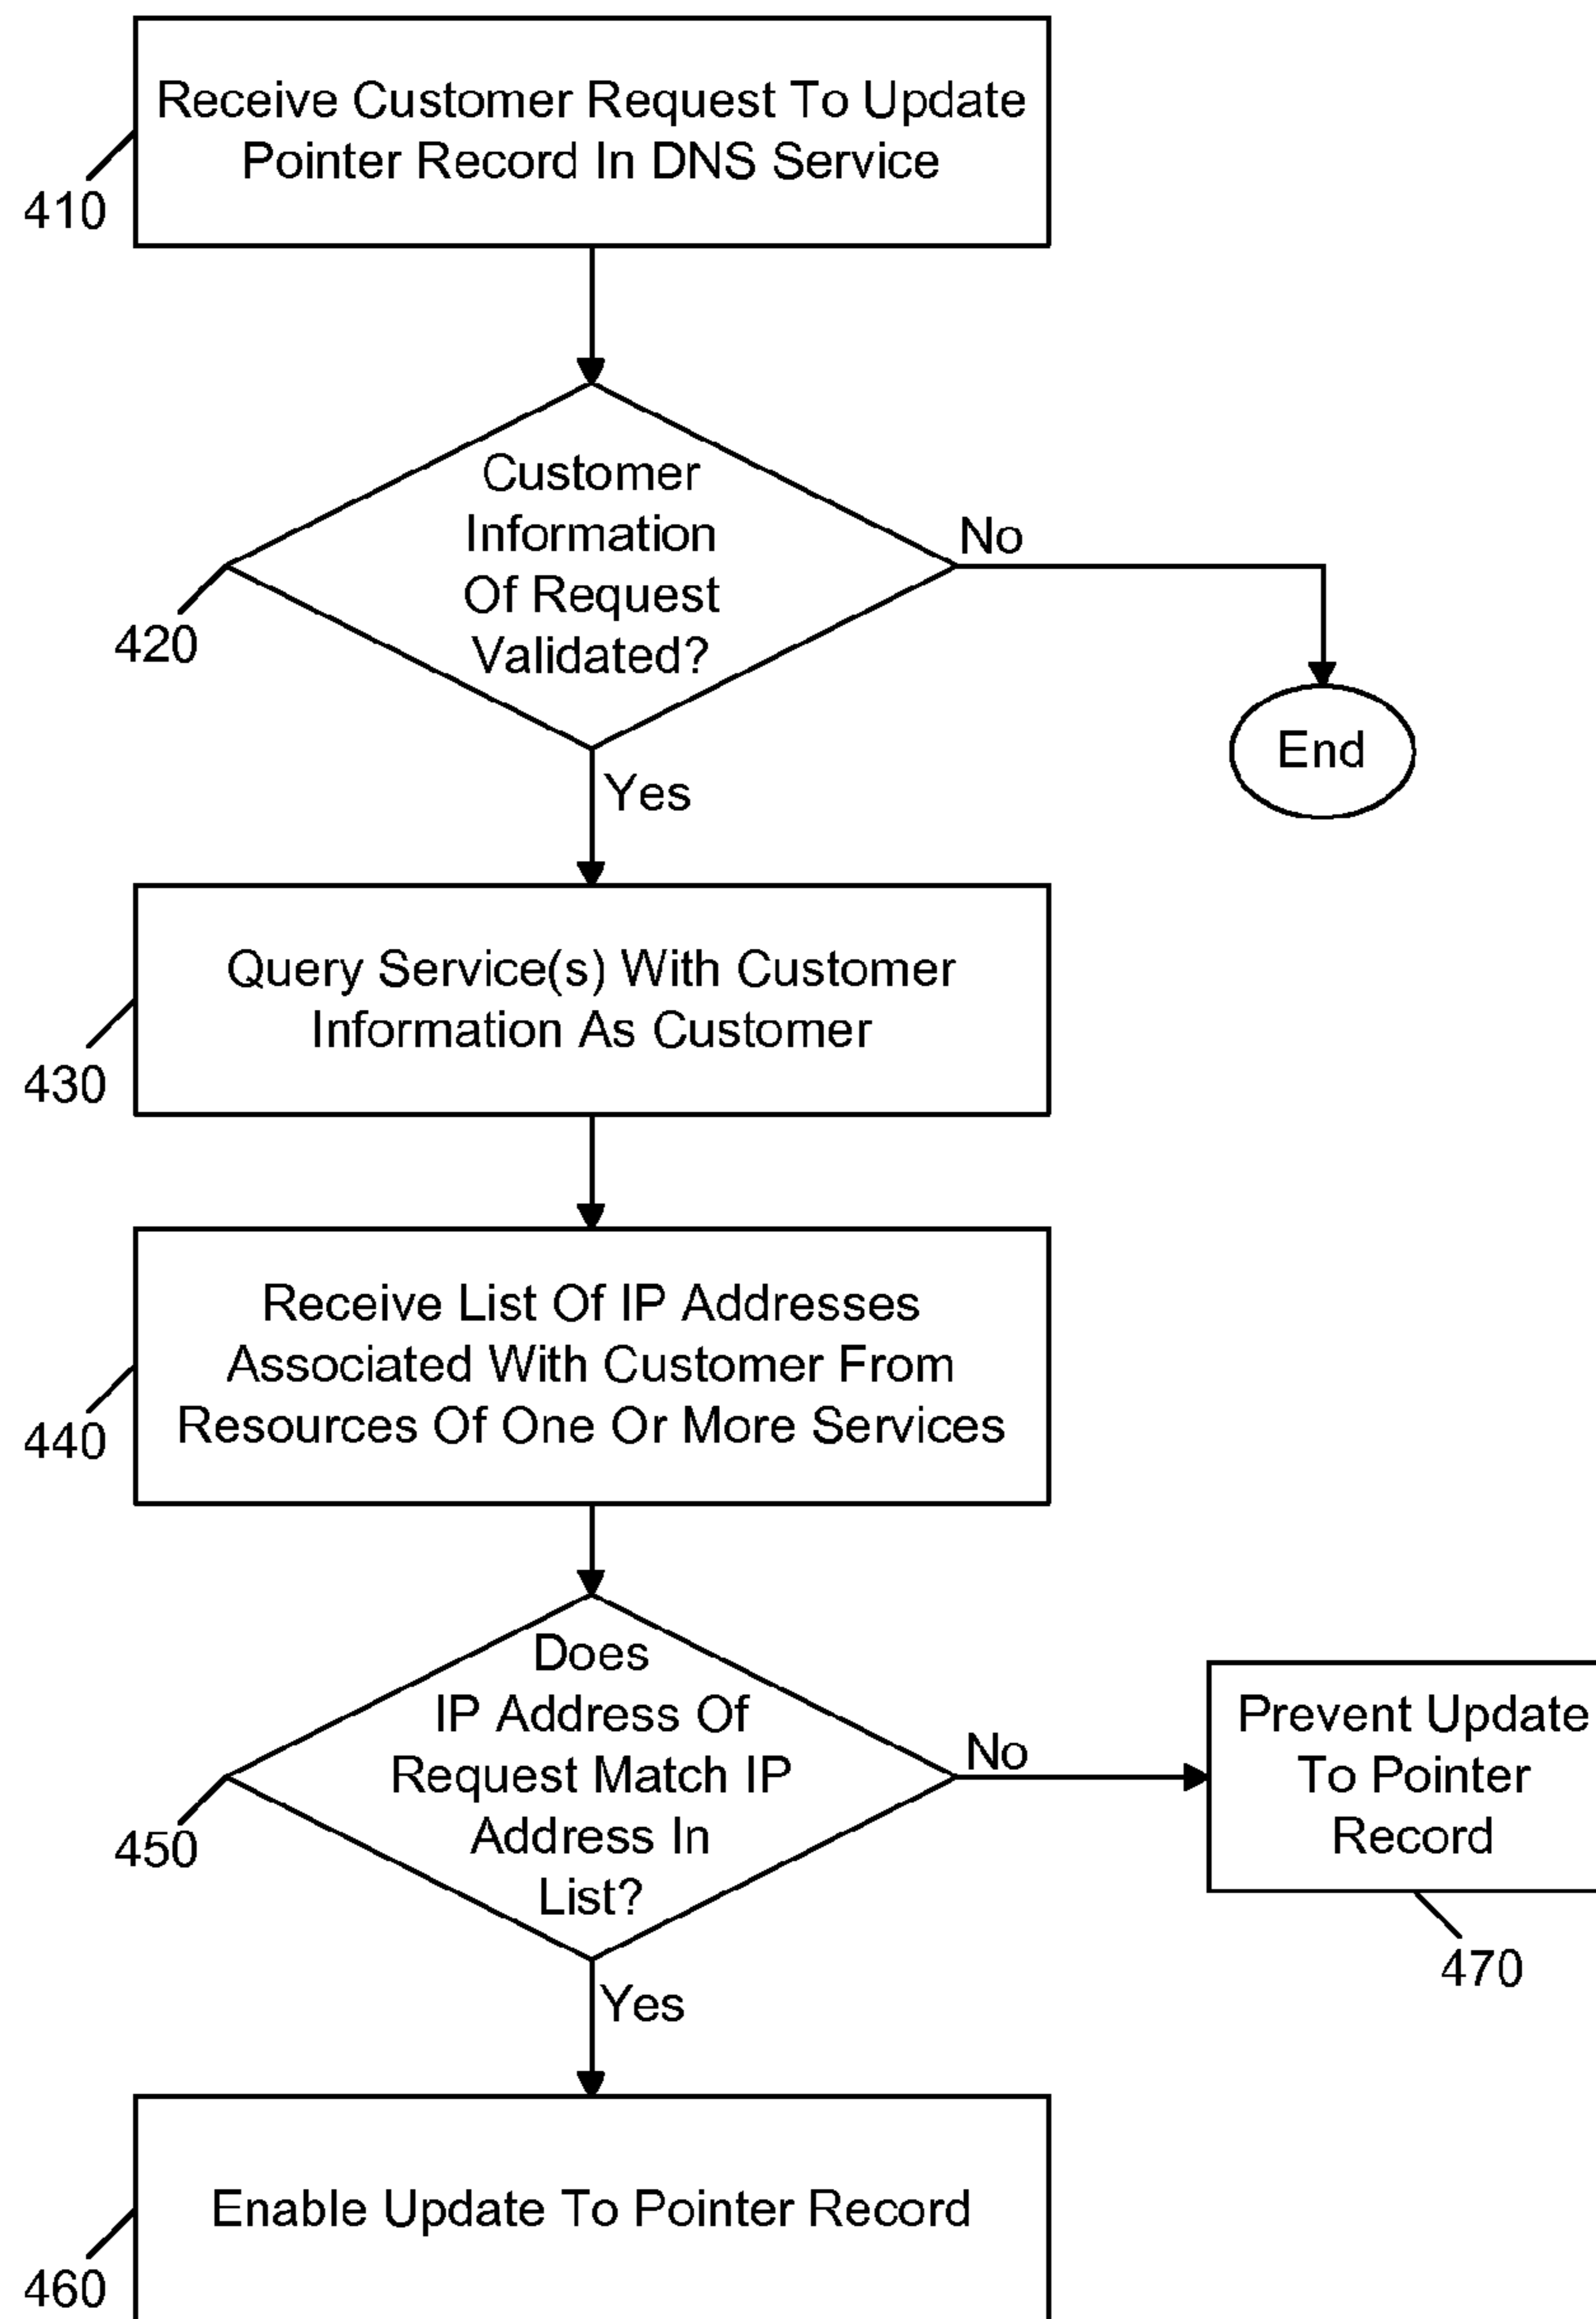 Receive Customer Request To Update
Pointer Record In DNS Service
410
Customer
Information
Of Request
Validated?
420
No
End
Yes
Query Service(s) With Customer
Information As Customer
430
Receive List Of IP Addresses
Associated With Customer From
Resources Of One Or More Services
440
Does
IP Address Of
Request Match IP
Address In
List?
450
No
Prevent Update
To Pointer
Record
470
Yes
Enable Update To Pointer Record
460